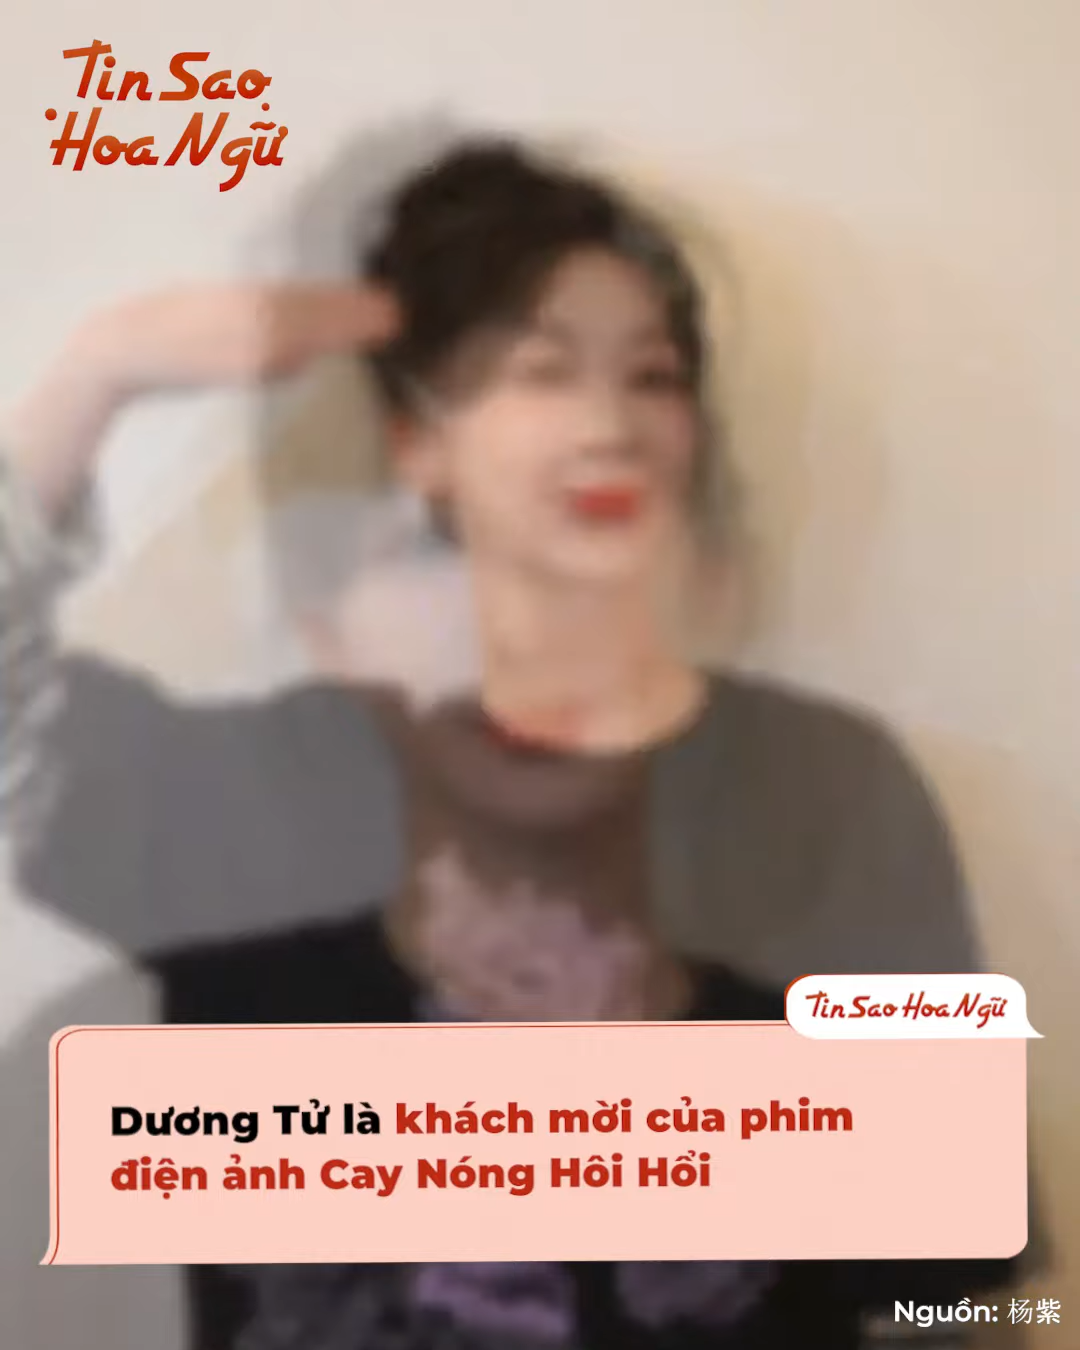 Tin Sao
Hoa Ngữ
Tin Sao Hoa Ngữ
Dương Tử là khách mời của phim
điện ảnh Cay Nóng Hôi Hổi
Nguồn: 杨紫